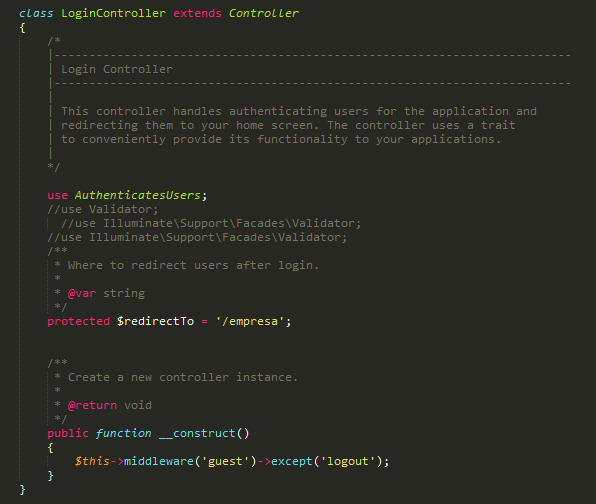 class LoginController extends Controller
{
    /*
    |--------------------------------------------------------------------------
    | Login Controller
    |--------------------------------------------------------------------------
    |
    | This controller handles authenticating users for the application and
    | redirecting them to your home screen. The controller uses a trait
    | to conveniently provide its functionality to your applications.
    |
    */

    use AuthenticatesUsers;
    //use Validator;
    | //use Illuminate\Support\Facades\Validator;
    //use Illuminate\Support\Facades\Validator;
    /**
     * Where to redirect users after login.
     *
     * @var string
     */
    protected $redirectTo = '/empresa';


    /**
     * Create a new controller instance.
     *
     * @return void
     */
    public function __construct()
    {
        $this->middleware('guest')->except('logout');
    }
}